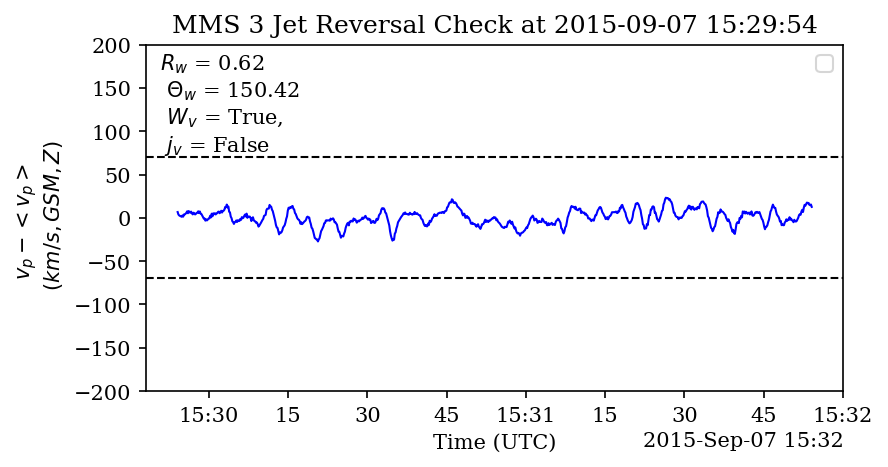 MMS 3 Jet Reversal Check at 2015-09-07 15:29:54
R_w = 0.62
Θ_w = 150.42
W_v = True,
j_v = False
v_p − < v_p >
(km/s, GSM, Z)
200
150
100
50
0
−50
−100
−150
−200
15:30 15 30 45 15:31 15 30 45 15:32
Time (UTC)
2015-Sep-07 15:32